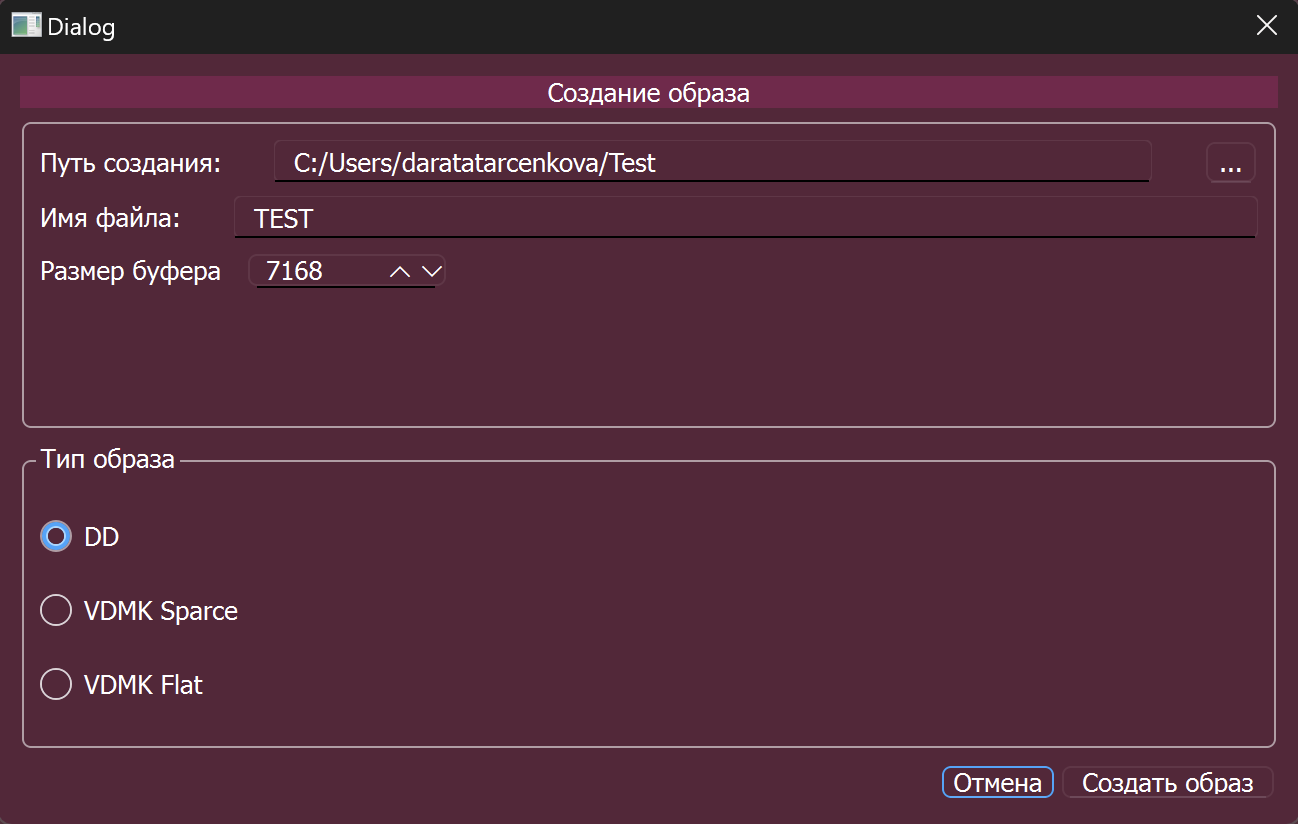 Dialog
Создание образа
Путь создания: C:/Users/daratatarcenkova/Test ...
Имя файла: TEST
Размер буфера 7168
Тип образа
DD
VDMK Sparce
VDMK Flat
Отмена Создать образ